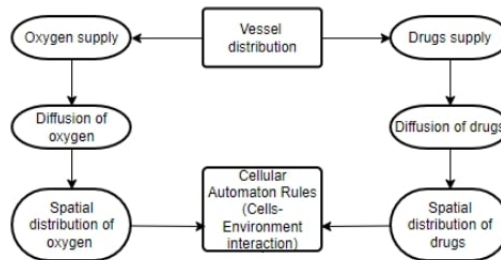 Oxygen supply
Vessel
distribution
Drugs supply
Diffusion of
oxygen
Diffusion of drugs
Spatial
distribution of
oxygen
Cellular
Automaton Rules
(Cells-
Environment
interaction)
Spatial
distribution of
drugs